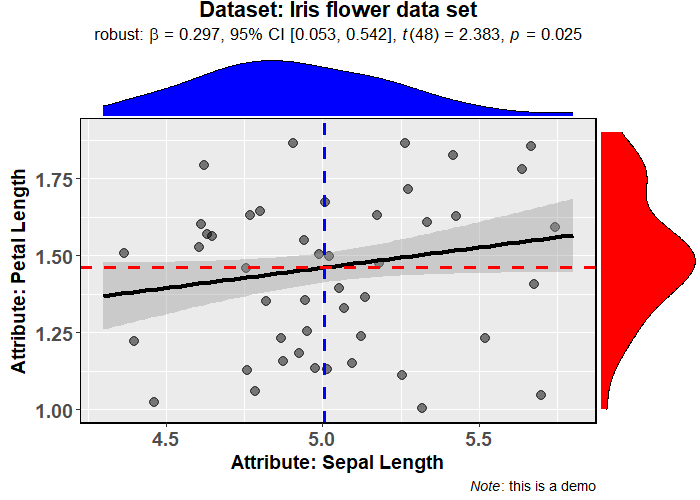 Dataset: Iris flower data set
robust: β = 0.297, 95% CI [0.053, 0.542], t(48) = 2.383, p = 0.025
Attribute: Petal Length
1.75
1.50
1.25
1.00
4.5 5.0 5.5
Attribute: Sepal Length
Note: this is a demo